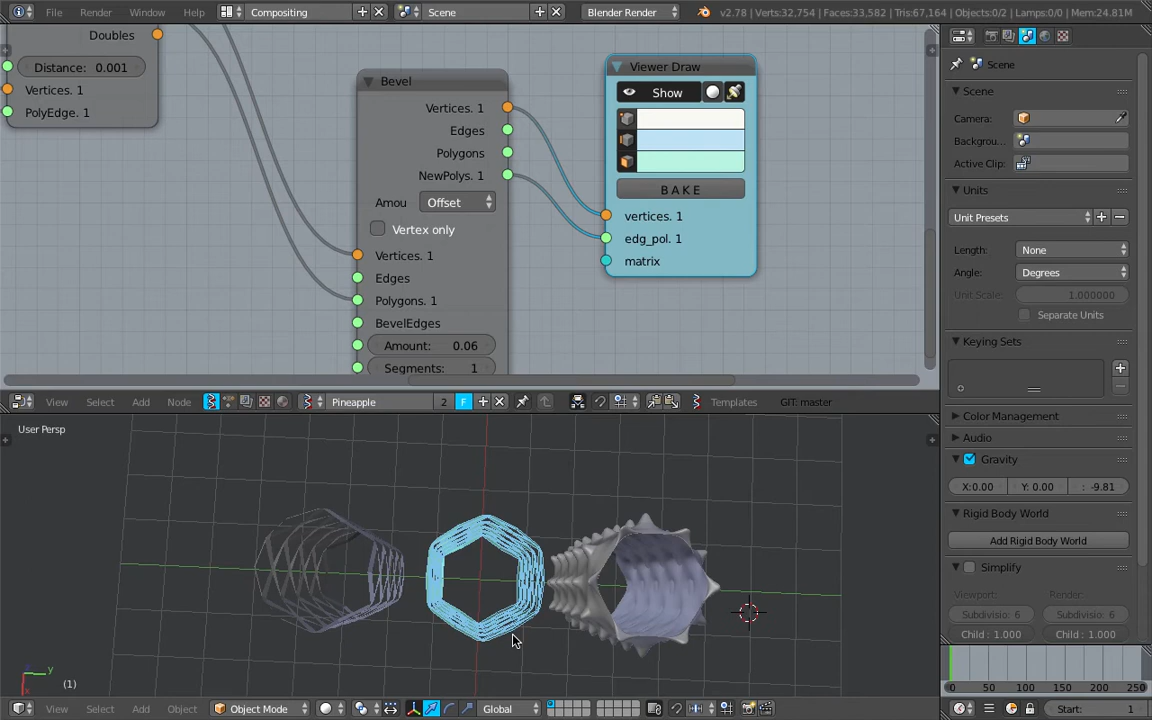 File Render Window Help Compositing Scene Blender Render v2.78 | Verts:32,754 | Faces:33,582 | Tris:67,164 | Objects:0/2 | Lamps:0/0 | Mem:24.81M
Doubles
Distance: 0.001
Vertices. 1
PolyEdge. 1
Bevel
Vertices. 1
Edges
Polygons
NewPolys. 1
Amou Offset
Vertex only
Vertices. 1
Edges
Polygons. 1
BevelEdges
Amount: 0.06
Segments: 1
Viewer Draw
Show
B A K E
vertices. 1
edg_pol. 1
matrix
Scene
Scene
Camera:
Backgrou..
Active Clip:
Units
Unit Presets
Length: None
Angle: Degrees
Unit Scale: 1.000000
Separate Units
Keying Sets
Color Management
Audio
Gravity
X:0.00 Y: 0.00 : -9.81
Rigid Body World
Add Rigid Body World
Simplify
Viewport: Render:
Subdivisio: 6 Subdivisio: 6
Child : 1.000 Child : 1.000
View Select Add Node Pineapple 2 F Templates GIT: master
User Persp
z y
x
(1)
View Select Add Object Object Mode Global
0 50 100 150 200 250
Start: 1